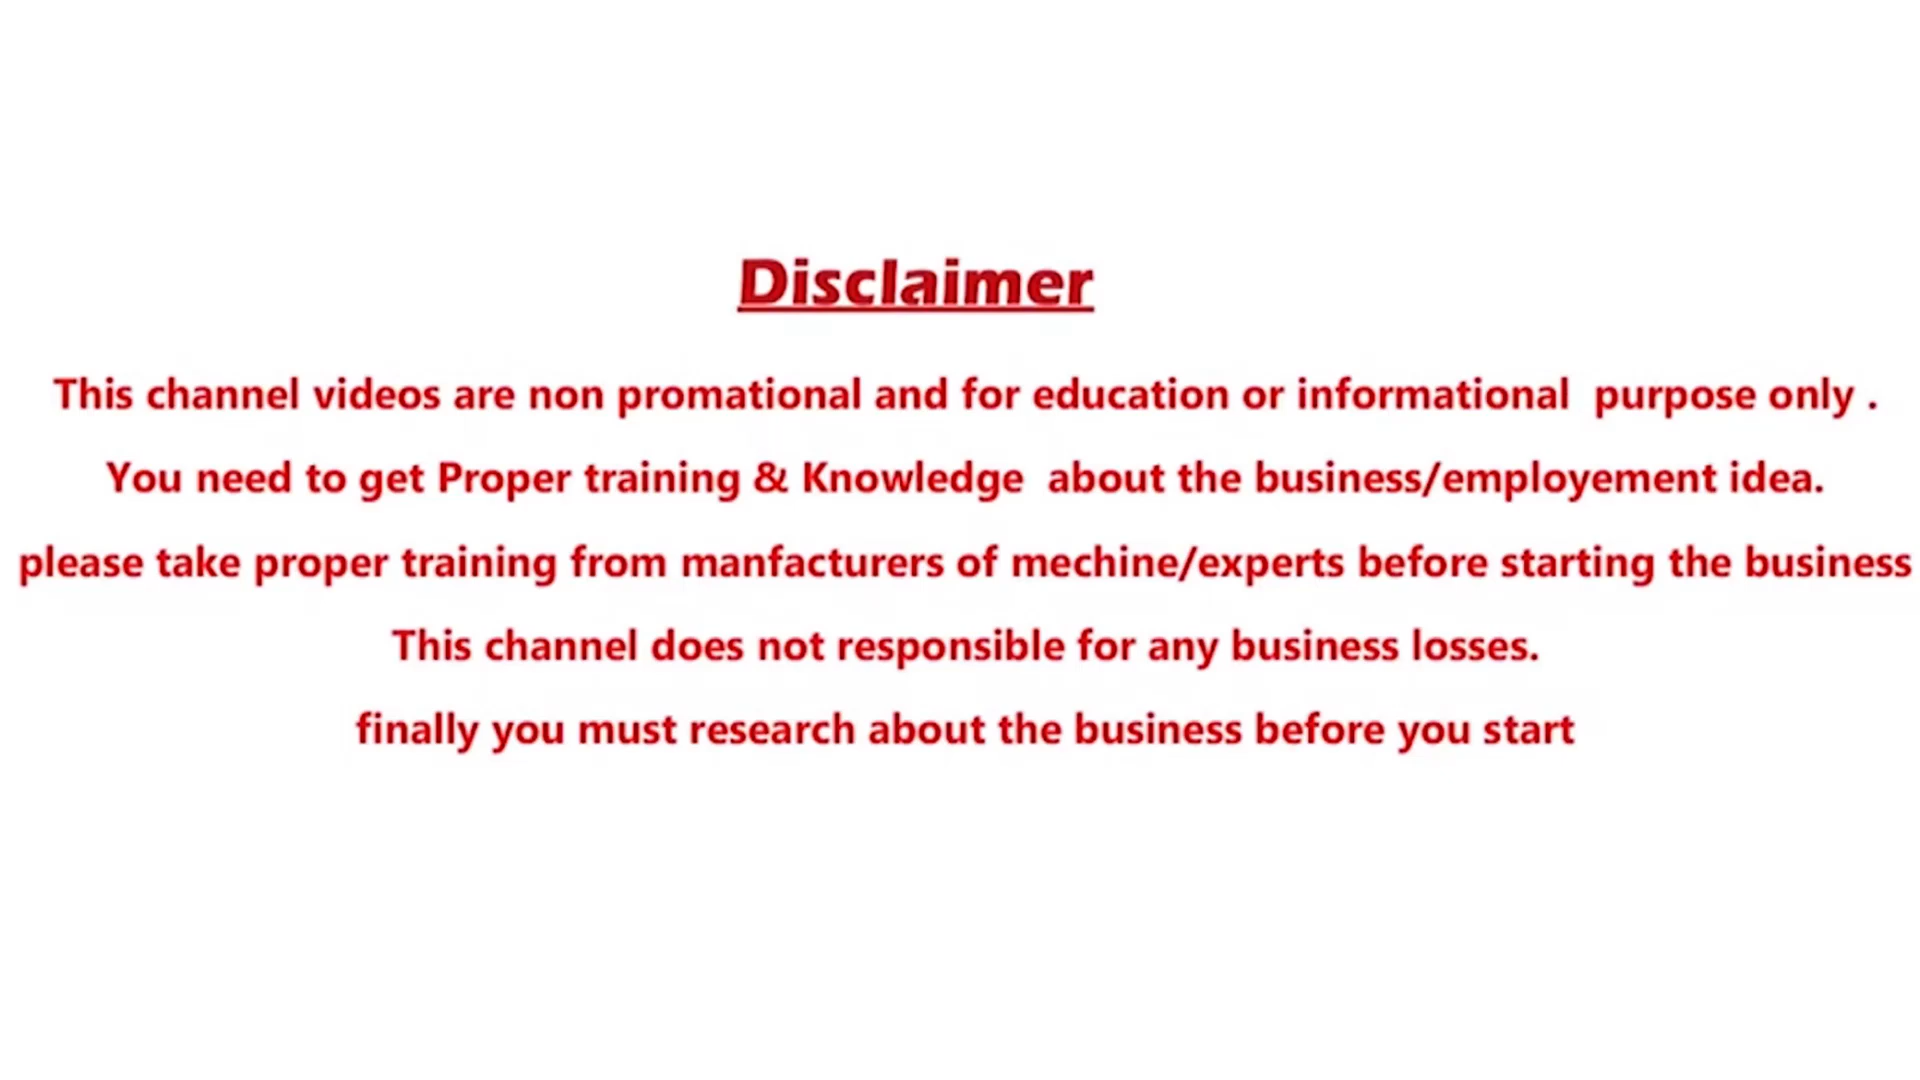 Disclaimer
This channel videos are non promational and for education or informational purpose only .
You need to get Proper training & Knowledge about the business/employement idea.
please take proper training from manfacturers of mechine/experts before starting the business
This channel does not responsible for any business losses.
finally you must research about the business before you start